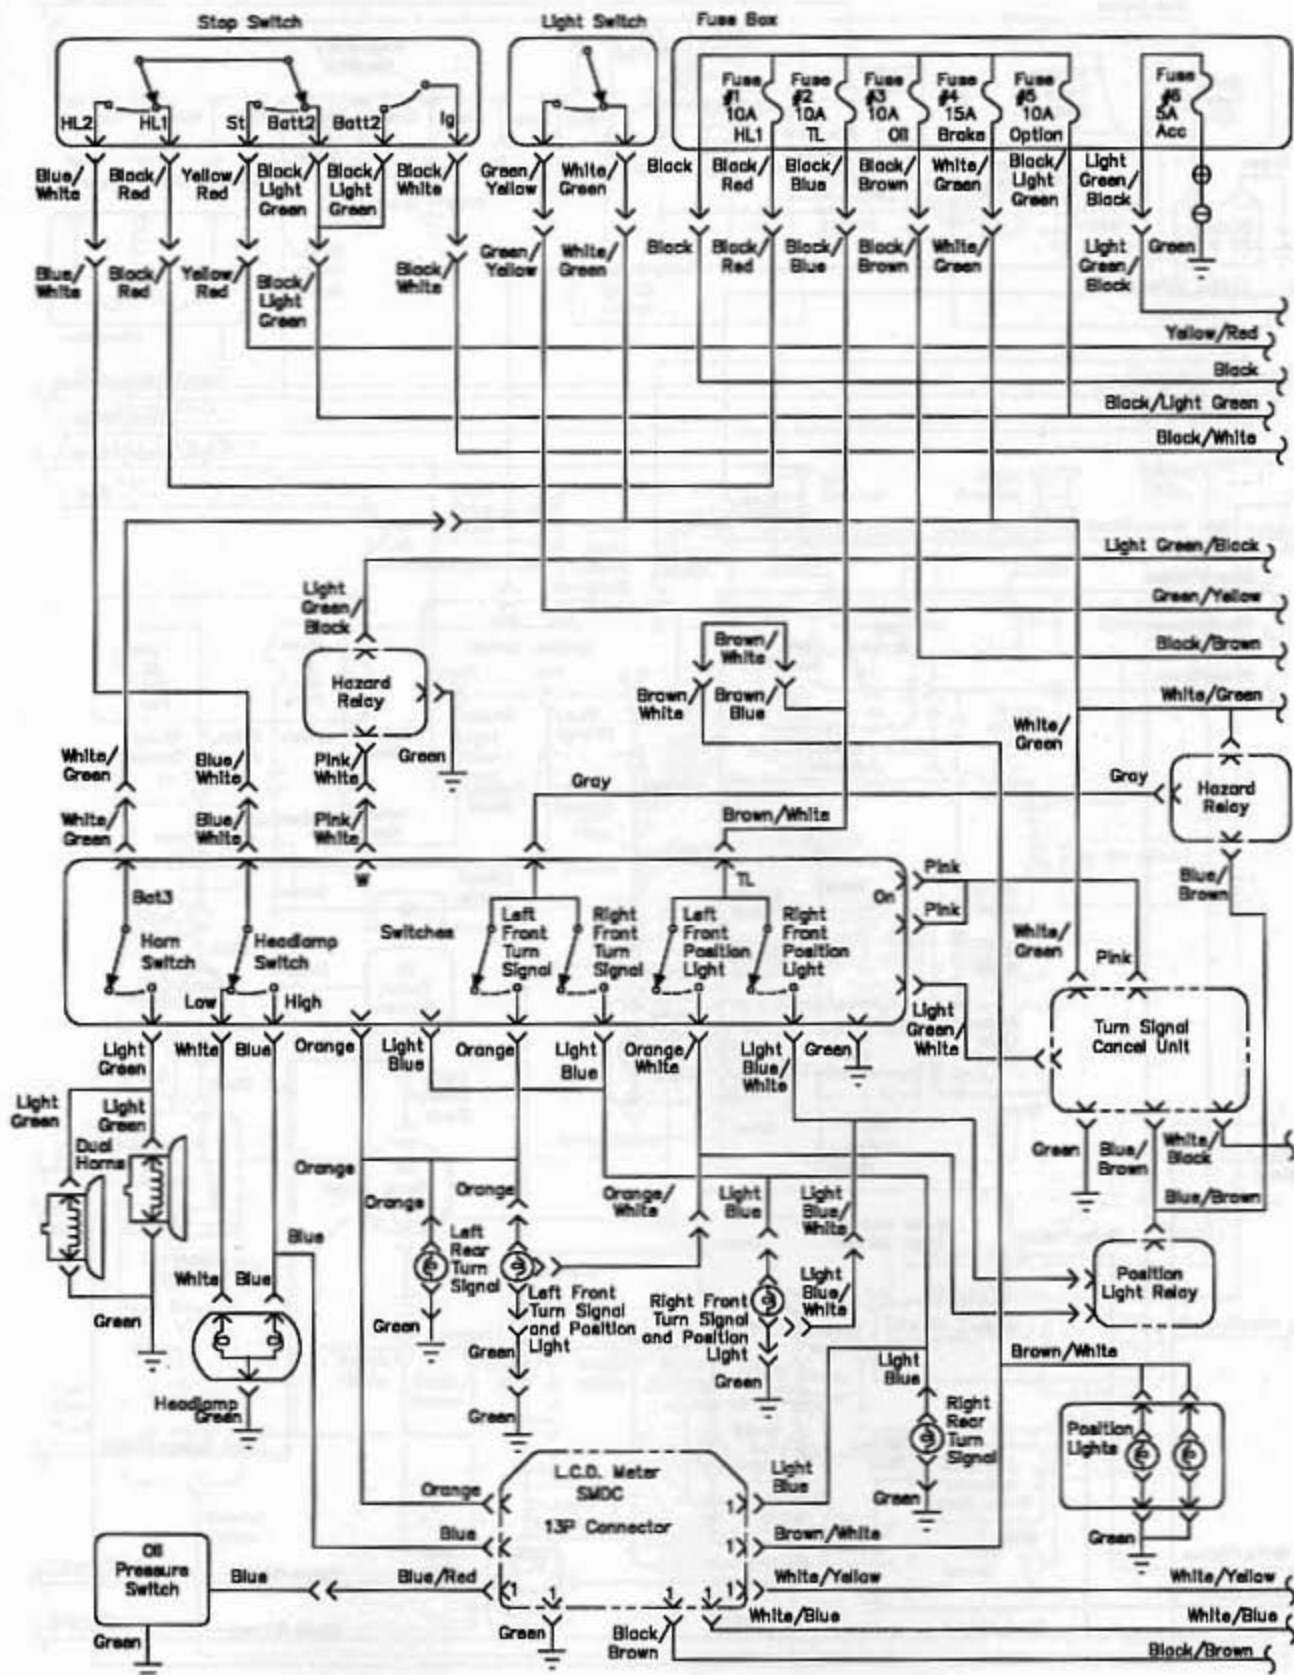 Stop Switch
Light Switch
Fuse Box
HL2
HL1
St
Batt2
Batt2
Ig
Fuse
#1
10A
HL1
Fuse
#2
10A
TL
Fuse
#3
10A
Oil
Fuse
#4
15A
Brake
Fuse
#5
10A
Option
Fuse
#6
5A
Acc
Blue/
White
Black/
Red
Yellow/
Red
Black/
Light
Green
Black/
Light
Green
Black/
White
Green/
Yellow
White/
Green
Black
Black/
Red
Black/
Blue
Black/
Brown
White/
Green
Black/
Light
Green
Light
Green/
Black
Blue/
White
Black/
Red
Yellow/
Red
Black/
Light
Green
Black/
White
Green/
Yellow
White/
Green
Black
Black/
Red
Black/
Blue
Black/
Brown
White/
Green
Light
Green/
Black
Green
Yellow/Red
Black
Black/Light Green
Black/White
Light Green/Black
Green/Yellow
Black/Brown
White/Green
Light
Green/
Black
Hazard
Relay
Green
Brown/
White
Brown/
White
Brown/
Blue
White/
Green
White/
Green
Blue/
White
Pink/
White
Gray
Gray
Hazard
Relay
White/
Green
Blue/
White
Pink/
White
Brown/White
Blue/
Brown
Bat3
W
TL
On
Pink
Pink
Horn
Switch
Headlamp
Switch
Switches
Left
Front
Turn
Signal
Right
Front
Turn
Signal
Left
Front
Position
Light
Right
Front
Position
Light
Low
High
White/
Green
Pink
Light
Green/
White
Turn Signal
Cancel Unit
Light
Green
White
Blue
Orange
Light
Blue
Orange
Light
Blue
Orange/
White
Light
Blue/
White
Green
Light
Green
Light
Green
Dual
Horns
Green
Blue/
Brown
White/
Black
Blue/Brown
Orange
Orange
Orange
Orange/
White
Light
Blue
Light
Blue/
White
Blue
Left
Rear
Turn
Signal
White
Blue
Green
Green
Left Front
Turn Signal
and Position
Light
Green
Right Front
Turn Signal
and Position
Light
Light
Blue/
White
Position
Light Relay
Headlamp
Green
Green
Green
Light
Blue
Brown/White
Right
Rear
Turn
Signal
Position
Lights
L.C.D. Meter
SMDC
13P Connector
Orange
1
Light
Blue
Green
Blue
1
Brown/White
Green
Oil
Pressure
Switch
Blue
Blue/Red
1
1
1
1
1
White/Yellow
White/Yellow
White/Blue
White/Blue
Green
Green
Black/
Brown
Black/Brown